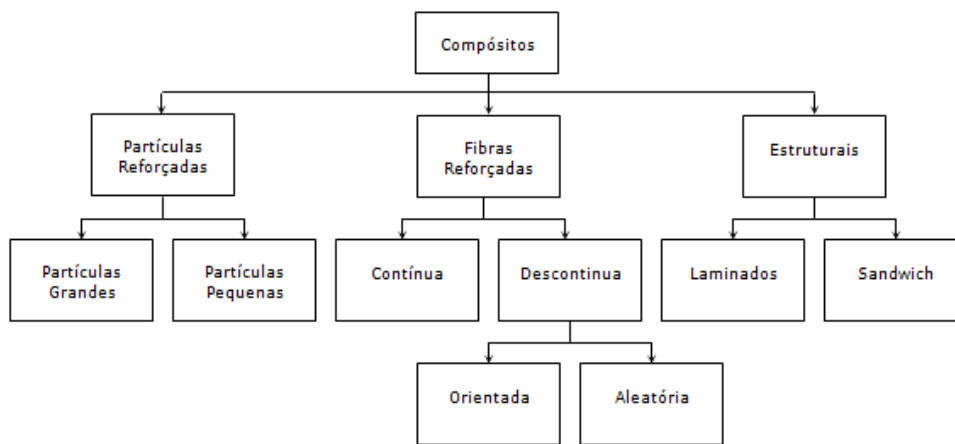 Compósitos
Partículas
Reforçadas
Fibras
Reforçadas
Estruturais
Partículas
Grandes
Partículas
Pequenas
Contínua
Descontinua
Laminados
Sandwich
Orientada
Aleatória